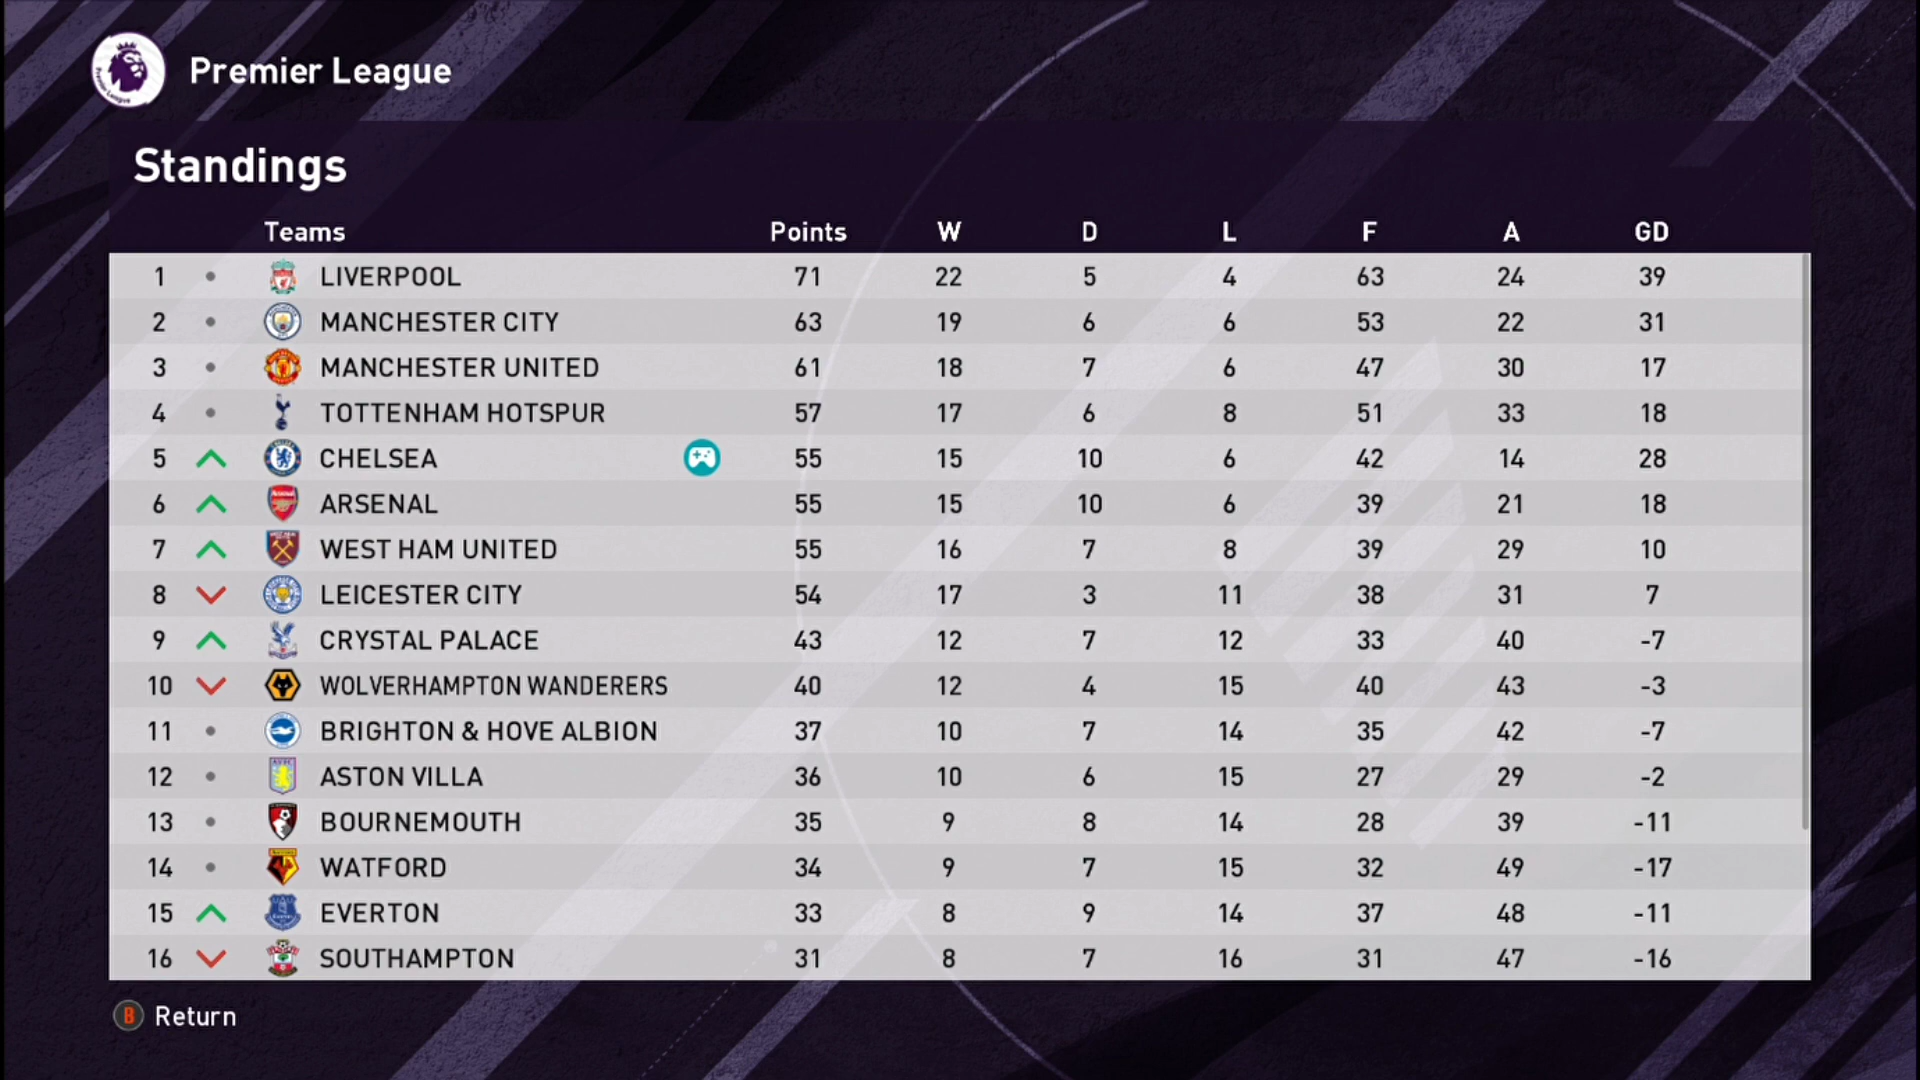 Premier League
Standings
Teams Points W D L F A GD
1 LIVERPOOL 71 22 5 4 63 24 39
2 MANCHESTER CITY 63 19 6 6 53 22 31
3 MANCHESTER UNITED 61 18 7 6 47 30 17
4 TOTTENHAM HOTSPUR 57 17 6 8 51 33 18
5 CHELSEA 55 15 10 6 42 14 28
6 ARSENAL 55 15 10 6 39 21 18
7 WEST HAM UNITED 55 16 7 8 39 29 10
8 LEICESTER CITY 54 17 3 11 38 31 7
9 CRYSTAL PALACE 43 12 7 12 33 40 -7
10 WOLVERHAMPTON WANDERERS 40 12 4 15 40 43 -3
11 BRIGHTON & HOVE ALBION 37 10 7 14 35 42 -7
12 ASTON VILLA 36 10 6 15 27 29 -2
13 BOURNEMOUTH 35 9 8 14 28 39 -11
14 WATFORD 34 9 7 15 32 49 -17
15 EVERTON 33 8 9 14 37 48 -11
16 SOUTHAMPTON 31 8 7 16 31 47 -16
B Return